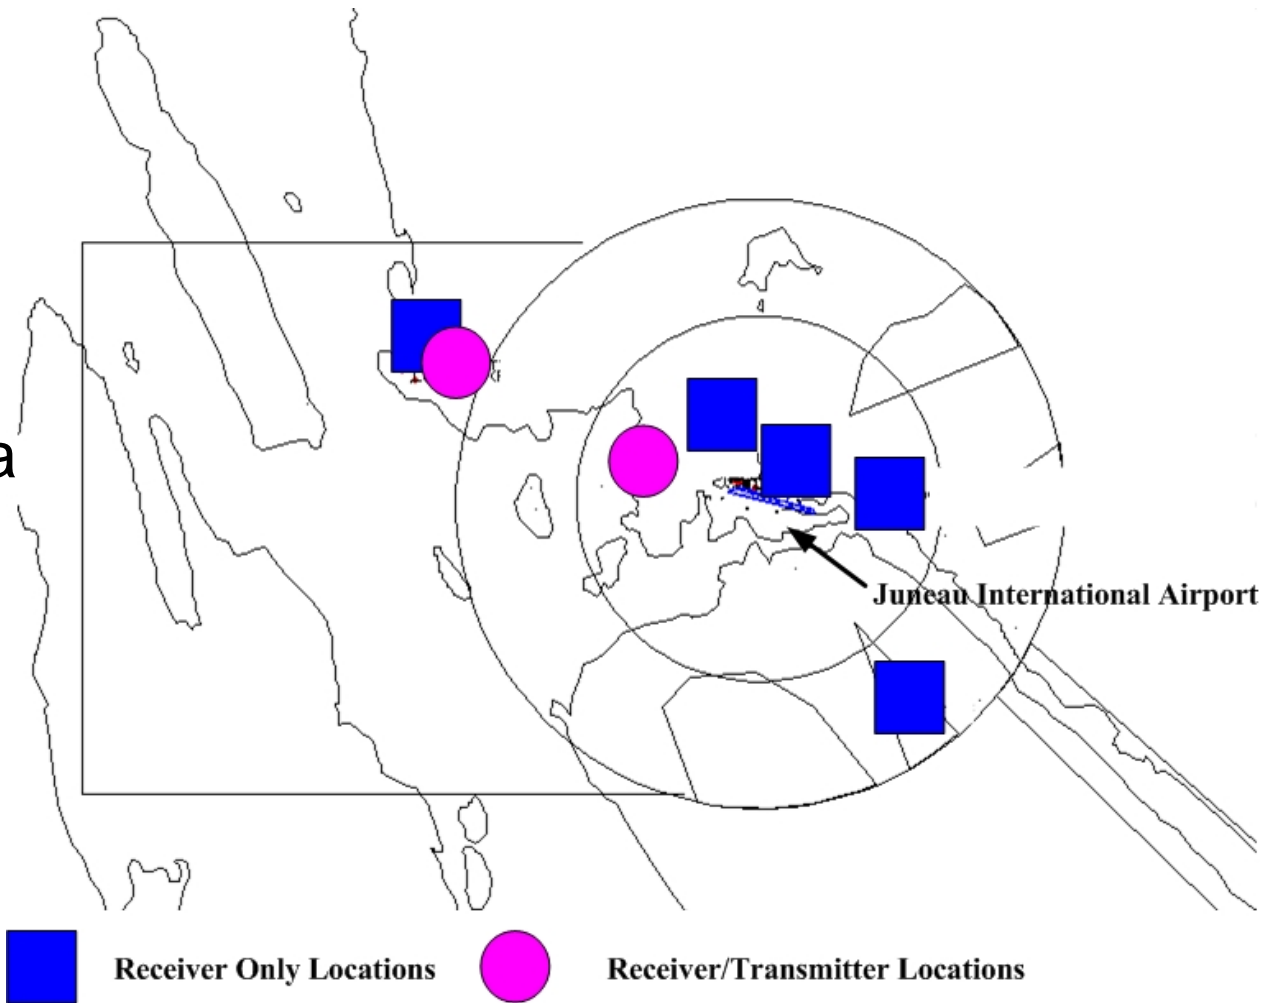 a
Juneau International Airport
Receiver Only Locations
Receiver/Transmitter Locations